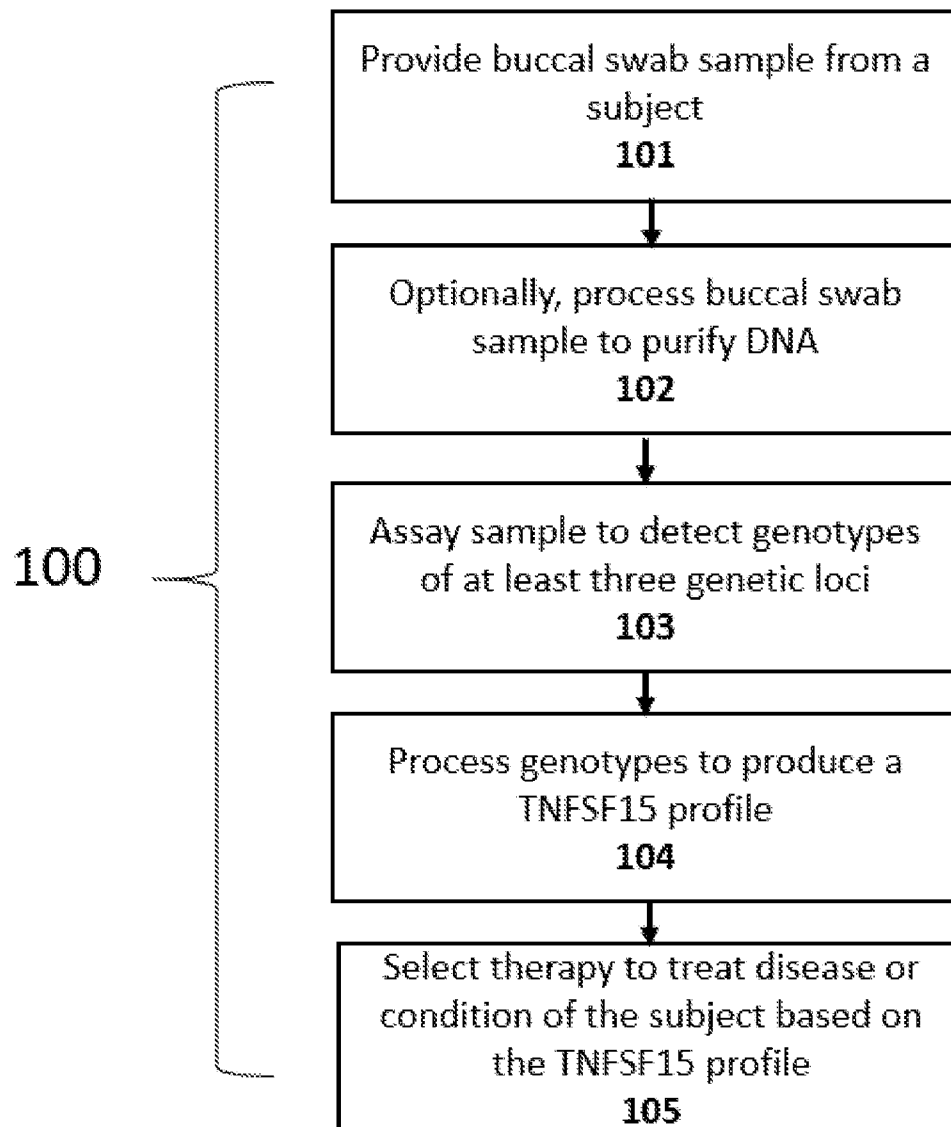 Provide buccal swab sample from a
subject
101
Optionally, process buccal swab
sample to purify DNA
102
100
Assay sample to detect genotypes
of at least three genetic loci
103
Process genotypes to produce a
TNFSF15 profile
104
Select therapy to treat disease or
condition of the subject based on
the TNFSF15 profile
105